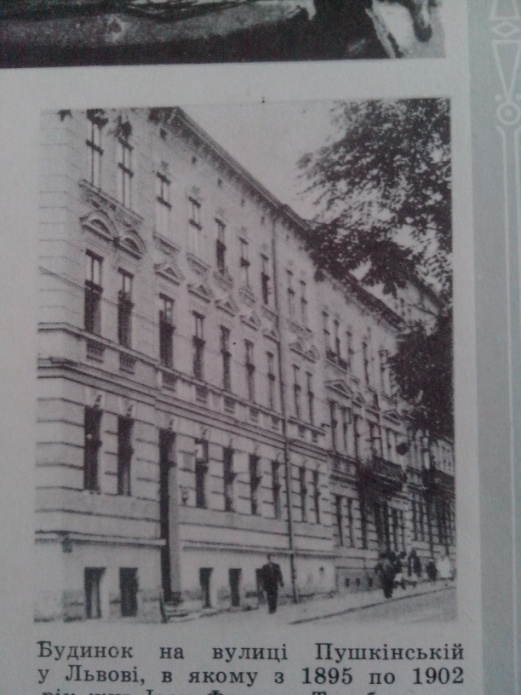 Будинок на вулиці Пушкінській
у Львові, в якому з 1895 по 1902